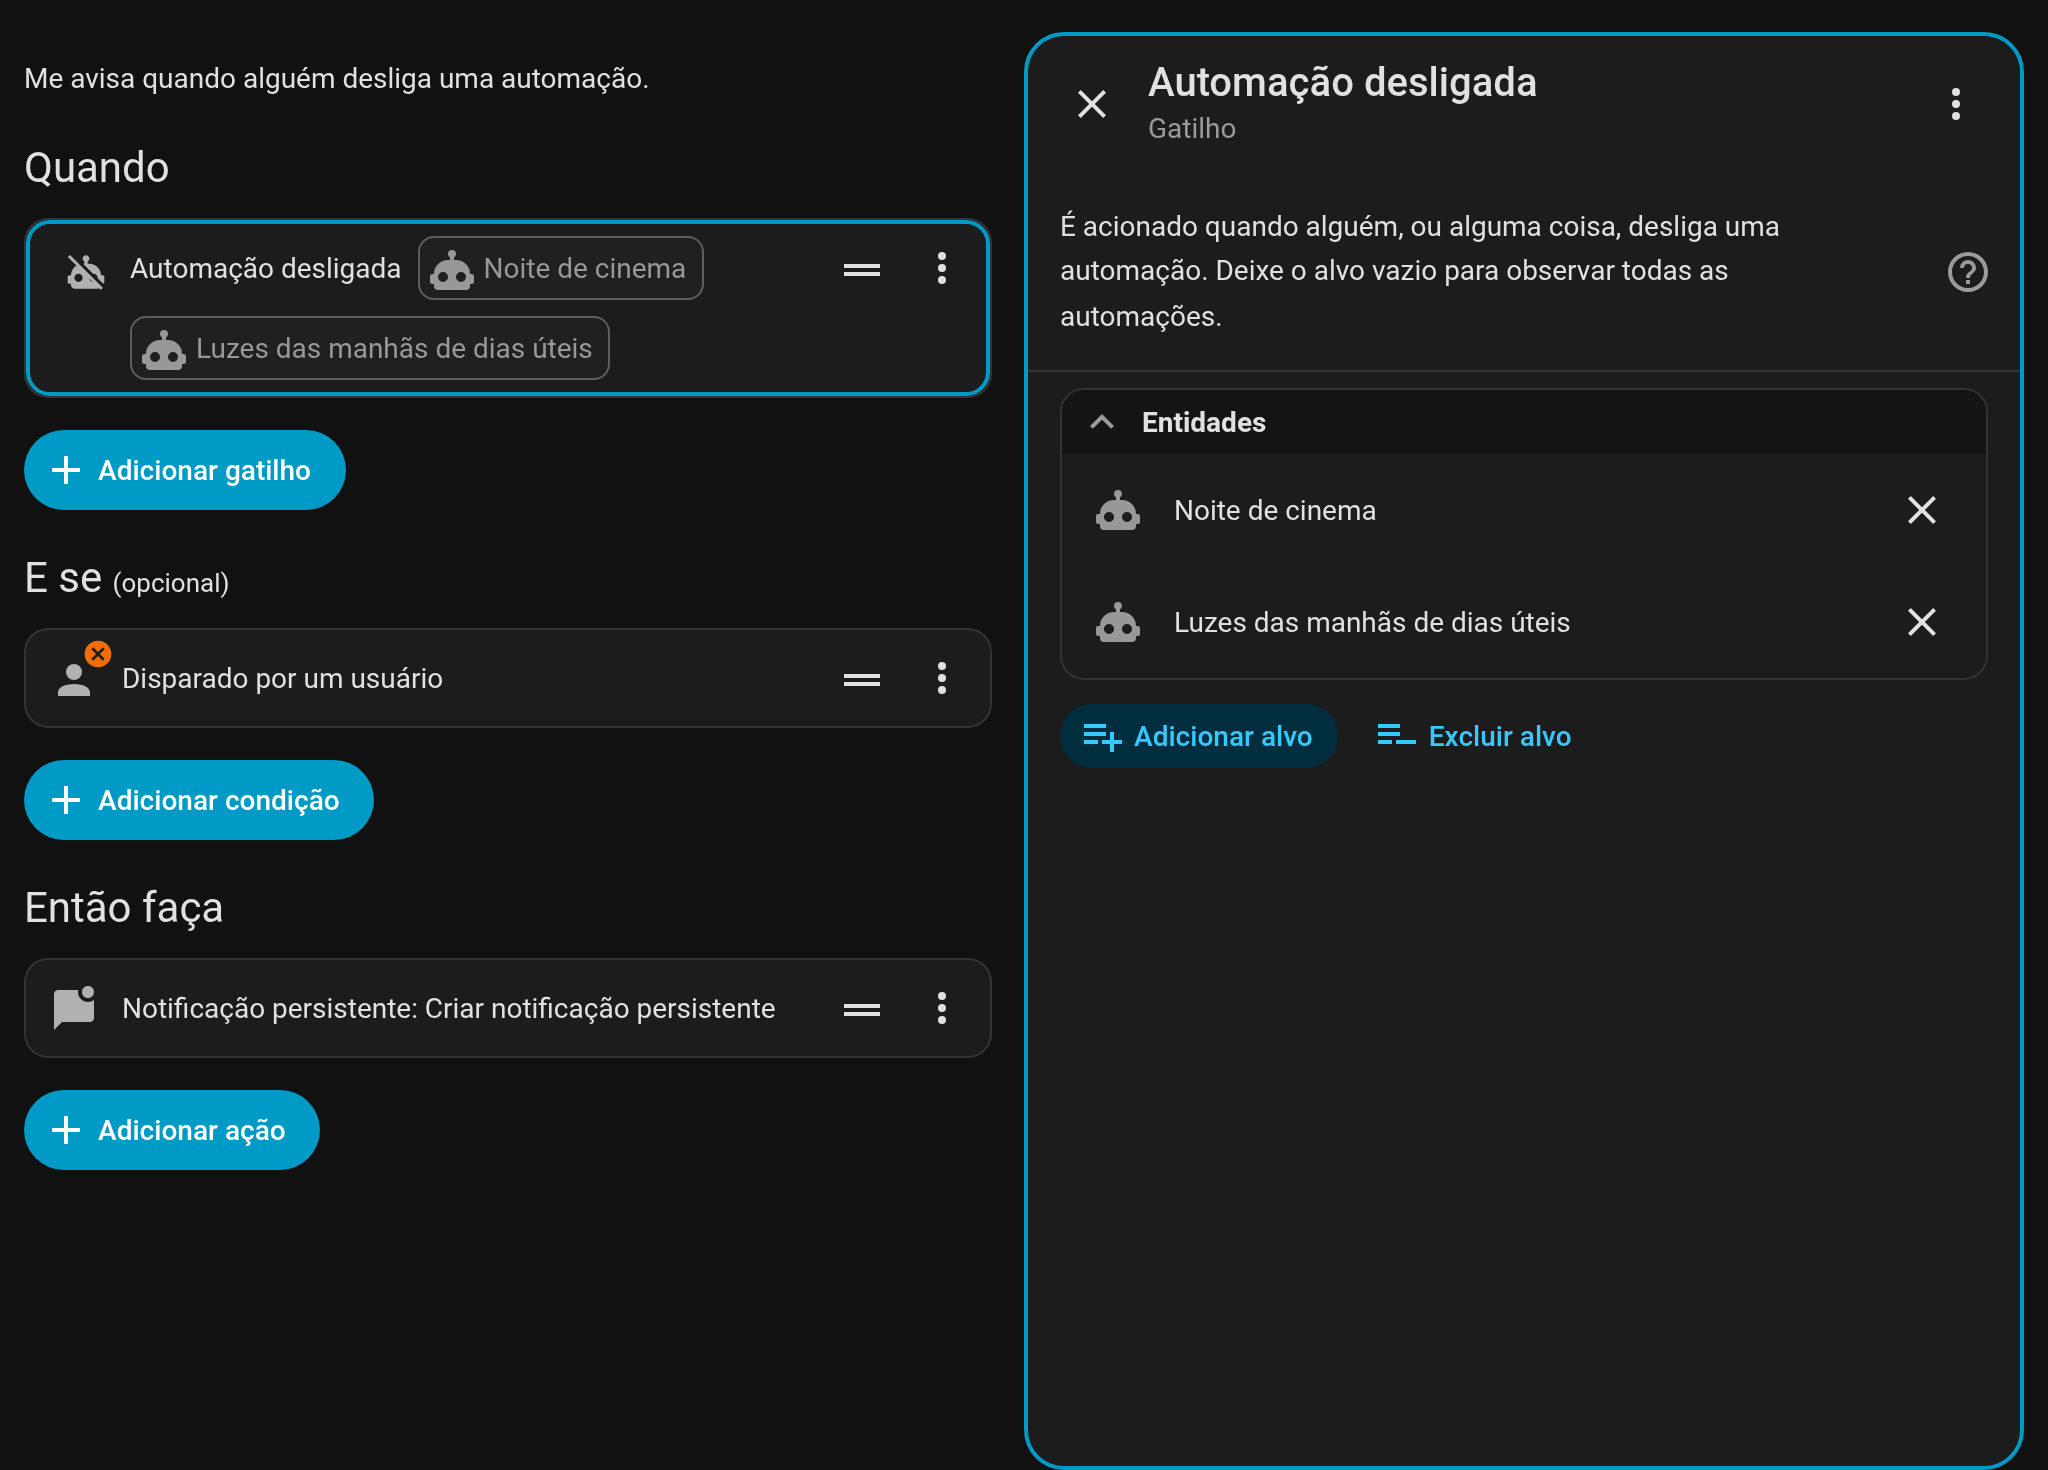 Me avisa quando alguém desliga uma automação.
Quando
Automação desligada
Noite de cinema
Luzes das manhãs de dias úteis
Adicionar gatilho
E se (opcional)
Disparado por um usuário
Adicionar condição
Então faça
Notificação persistente: Criar notificação persistente
Adicionar ação
Automação desligada
Gatilho
É acionado quando alguém, ou alguma coisa, desliga uma
automação. Deixe o alvo vazio para observar todas as
automações.
Entidades
Noite de cinema
Luzes das manhãs de dias úteis
Adicionar alvo
Excluir alvo